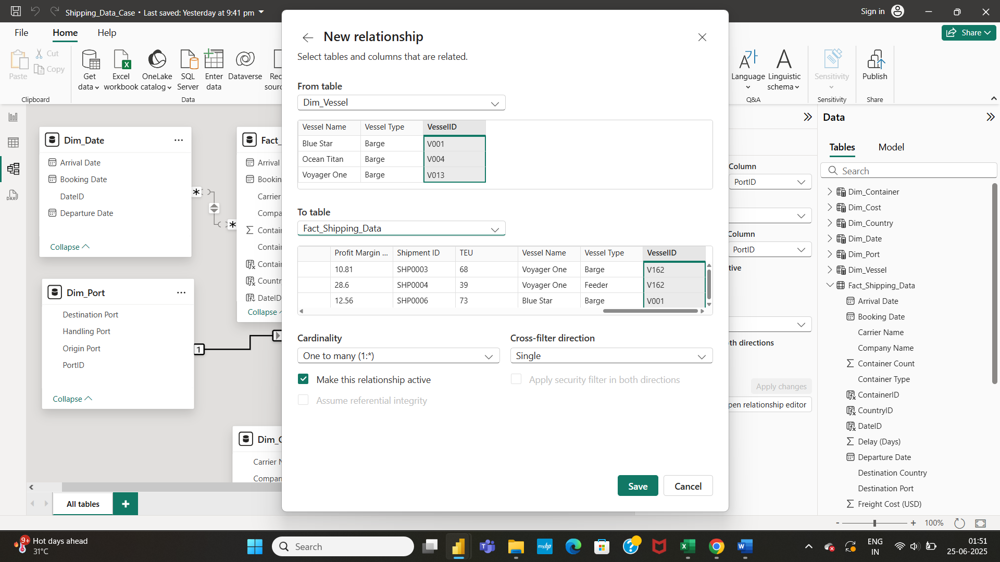 Shipping_Data_Case • Last saved: Yesterday at 9:41 pm
Sign in
File
Home
Help
Share
Paste
Cut
Copy
Clipboard
Get data
Excel workbook
OneLake catalog
SQL Server
Enter data
Dataverse
Data
Language
Linguistic schema
Q&A
Sensitivity
Sensitivity
Publish
Share
New relationship
Select tables and columns that are related.
From table
Dim_Vessel
Vessel Name Vessel Type VesselID
Blue Star Barge V001
Ocean Titan Barge V004
Voyager One Barge V013
To table
Fact_Shipping_Data
Profit Margin ... Shipment ID TEU Vessel Name Vessel Type VesselID
10.81 SHP0003 68 Voyager One Barge V162
28.6 SHP0004 39 Voyager One Feeder V162
12.56 SHP0006 73 Blue Star Barge V001
Cardinality
One to many (1:*)
Cross-filter direction
Single
Make this relationship active
Apply security filter in both directions
Assume referential integrity
Save
Cancel
Dim_Date
...
Arrival Date
Booking Date
DateID
Departure Date
Collapse
*
*
Fact_
Arrival
Bookin
Carrier
Compa
Contai
Contai
Contai
Countr
DateID
Collapse
Dim_Port
...
Destination Port
Handling Port
Origin Port
PortID
Collapse
1
Dim_C
Carrier N
Compan
Column
PortID
Column
PortID
tive
th directions
Apply changes
pen relationship editor
Data
Tables
Model
Search
Dim_Container
Dim_Cost
Dim_Country
Dim_Date
Dim_Port
Dim_Vessel
Fact_Shipping_Data
Arrival Date
Booking Date
Carrier Name
Company Name
Container Count
Container Type
ContainerID
CountryID
DateID
Delay (Days)
Departure Date
Destination Country
Destination Port
Freight Cost (USD)
All tables
+
- + 100%
9+
Hot days ahead
31°C
Search
myhp
ENG
IN
01:51
25-06-2025